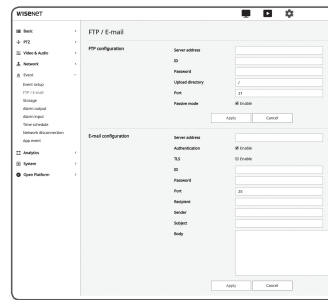 WISENET
Basic
PTZ
Video & Audio
Network
Event
Event setup
FTP / E-mail
Storage
Alarm output
Alarm input
Time schedule
Network disconnection
App event
Analytics
System
Open Platform
FTP / E-mail
FTP configuration
Server address
ID
Password
Upload directory
/
Port
21
Passive mode
Enable
Apply
Cancel
E-mail configuration
Server address
Authentication
Enable
TLS
Enable
ID
Password
Port
25
Recipient
Sender
Subject
Body
Apply
Cancel